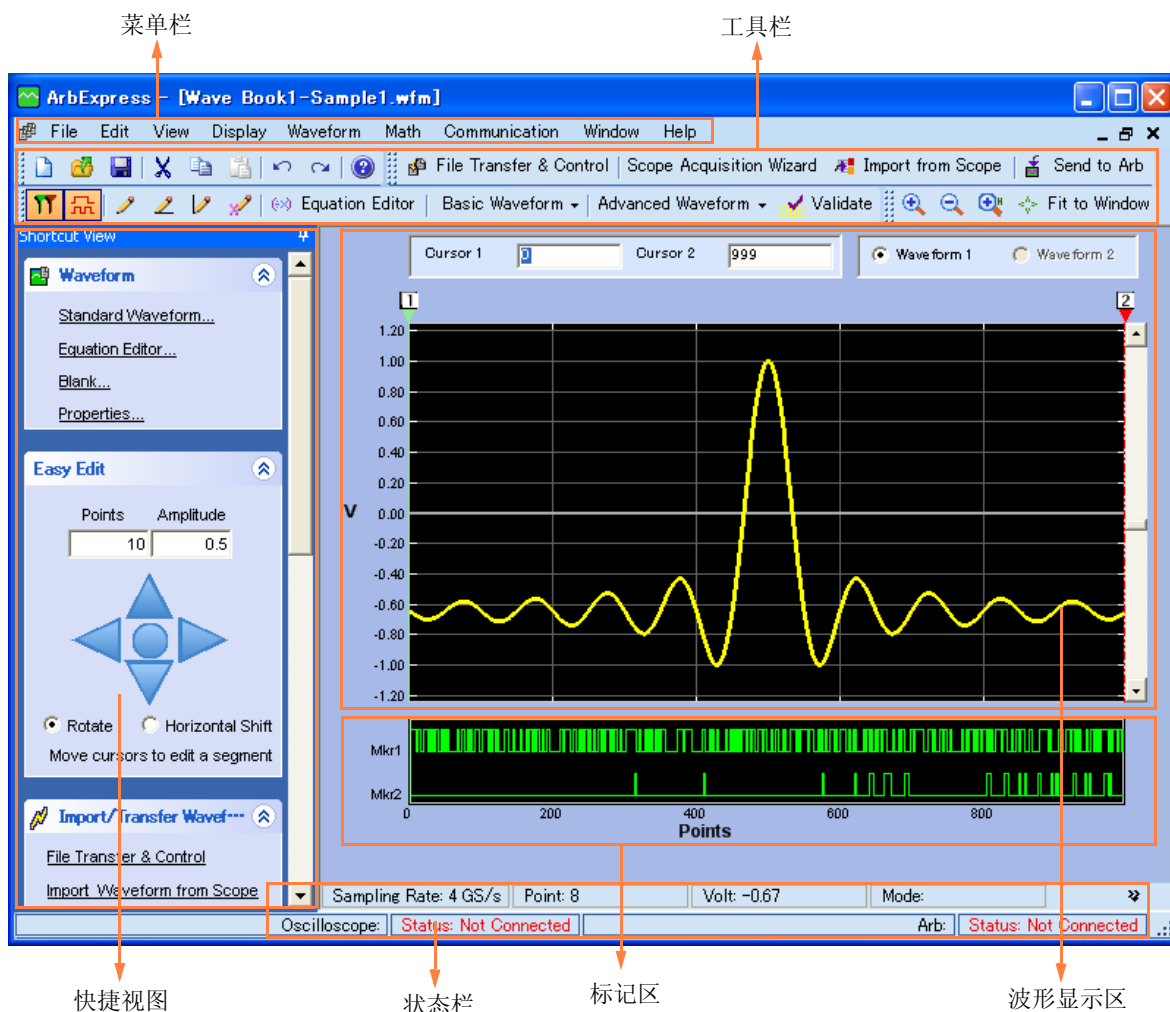 菜单栏
工具栏
ArbExpress - [Wave Book1-Sample1.wfm]
File Edit View Display Waveform Math Communication Window Help
File Transfer & Control Scope Acquisition Wizard Import from Scope Send to Arb
Equation Editor Basic Waveform Advanced Waveform Validate Fit to Window
Shortcut View
Waveform
Standard Waveform...
Equation Editor...
Blank...
Properties...
Easy Edit
Points Amplitude
10 0.5
Rotate Horizontal Shift
Move cursors to edit a segment
Import/Transfer Wavef...
File Transfer & Control
Import Waveform from Scope
Cursor 1 0 Cursor 2 999 Waveform 1 Waveform 2
1 2
1.20
1.00
0.80
0.60
0.40
0.20
V 0.00
-0.20
-0.40
-0.60
-0.80
-1.00
-1.20
Mkr1
Mkr2
0 200 400 600 800
Points
Sampling Rate: 4 GS/s Point: 8 Volt: -0.67 Mode:
Oscilloscope: Status: Not Connected Arb: Status: Not Connected
快捷视图
状态栏
标记区
波形显示区